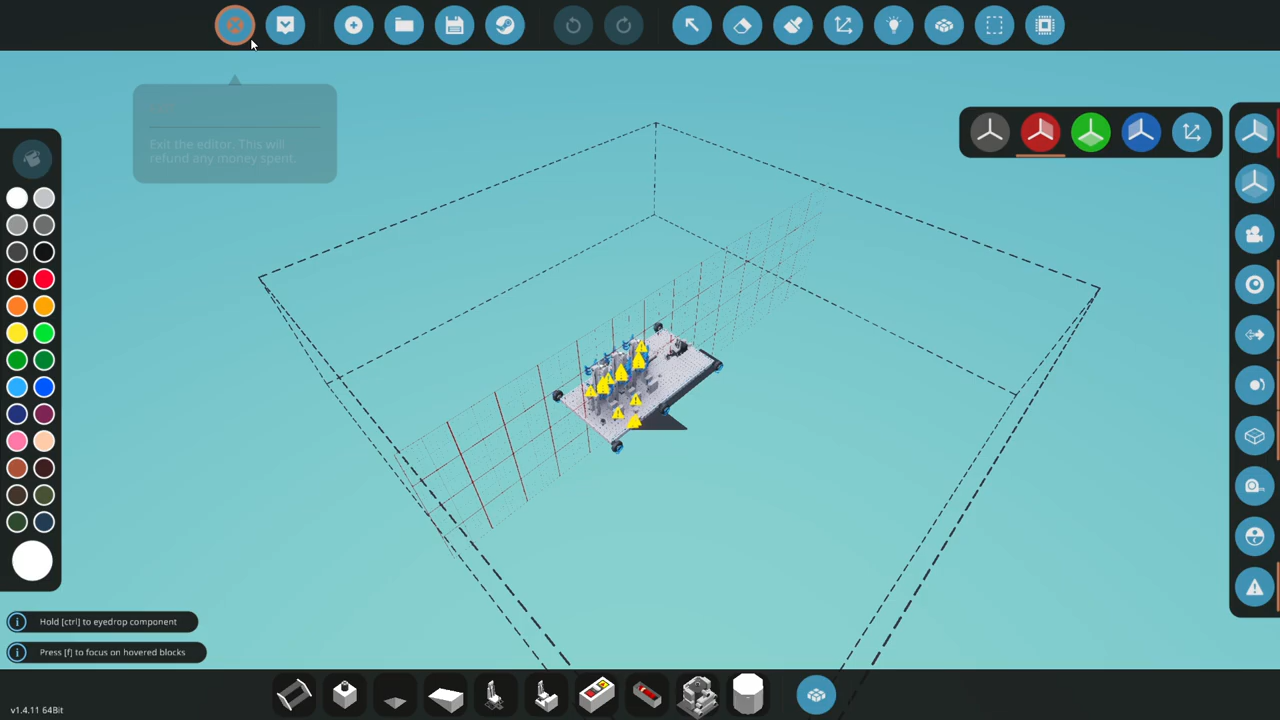 Exit the editor. This will
refund any money spent.
Hold [ctrl] to eyedrop component
Press [f] to focus on hovered blocks
v1.4.11 64Bit